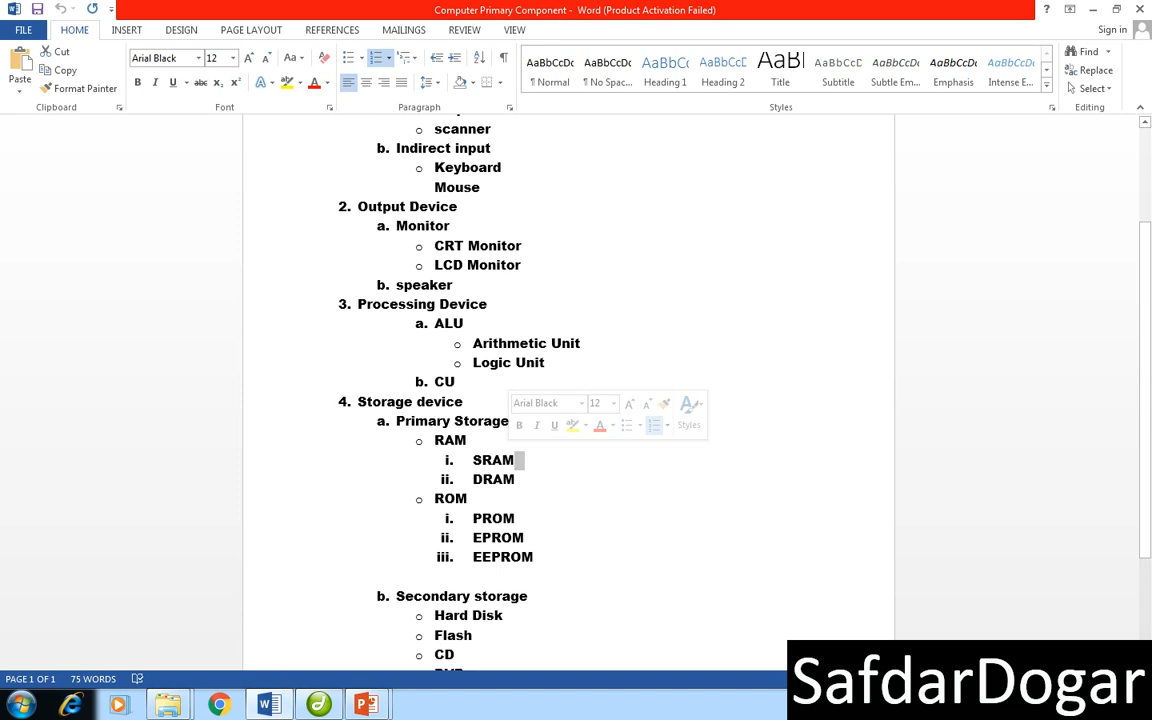 Computer Primary Component - Word (Product Activation Failed)
?
FILE HOME INSERT DESIGN PAGE LAYOUT REFERENCES MAILINGS REVIEW VIEW Sign in
Paste
Cut
Copy
Format Painter
Arial Black 12 A A Aa
B I U abc x₂ x² A A
AaBbCcDc AaBbCcDc AaBbCc AaBbCcD AaBl AaBbCcD AaBbCcDc AaBbCcDc AaBbCcDc
¶ Normal ¶ No Spac... Heading 1 Heading 2 Title Subtitle Subtle Em... Emphasis Intense E...
Find
Replace
Select
Clipboard Font Paragraph Styles Editing
o scanner
b. Indirect input
o Keyboard
Mouse
2. Output Device
a. Monitor
o CRT Monitor
o LCD Monitor
b. speaker
3. Processing Device
a. ALU
o Arithmetic Unit
o Logic Unit
b. CU
4. Storage device
Arial Black 12 A A
B I U A Styles
a. Primary Storage
o RAM
i. SRAM
ii. DRAM
o ROM
i. PROM
ii. EPROM
iii. EEPROM
b. Secondary storage
o Hard Disk
o Flash
o CD
PAGE 1 OF 1 75 WORDS
SafdarDogar